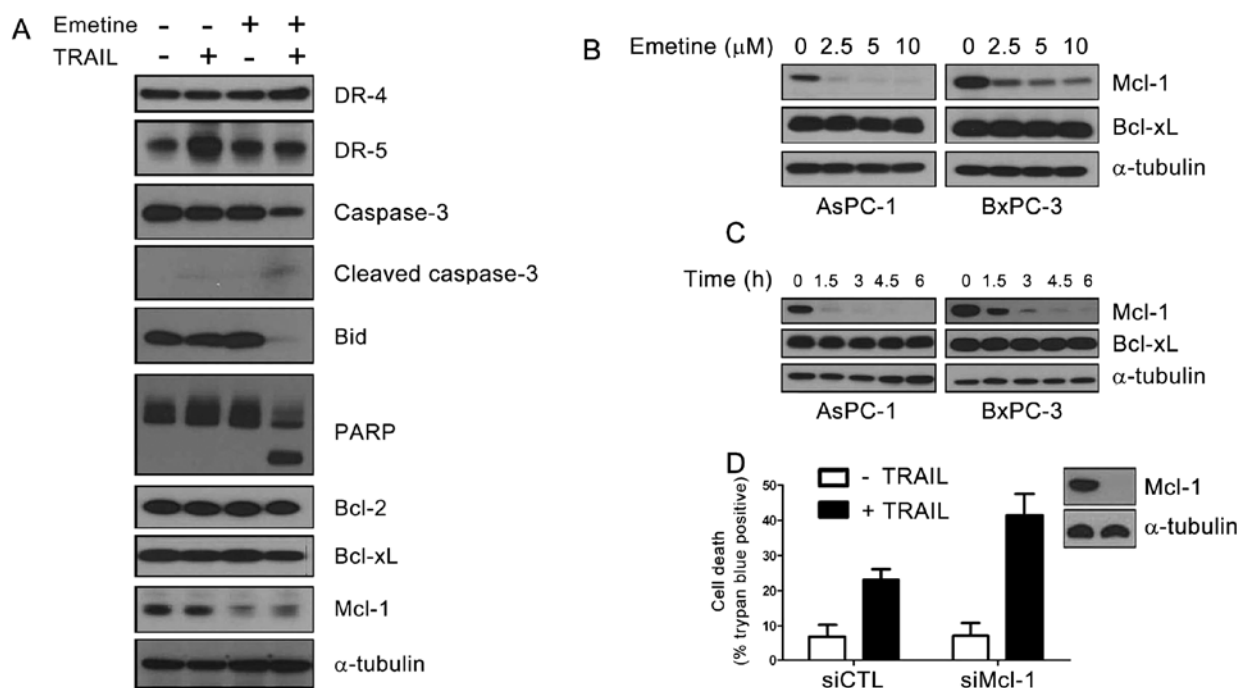 A
Emetine - - + +
TRAIL - + - +
DR-4
DR-5
Caspase-3
Cleaved caspase-3
Bid
PARP
Bcl-2
Bcl-xL
Mcl-1
α-tubulin
B
Emetine (μM) 0 2.5 5 10 0 2.5 5 10
Mcl-1
Bcl-xL
α-tubulin
AsPC-1 BxPC-3
C
Time (h) 0 1.5 3 4.5 6 0 1.5 3 4.5 6
Mcl-1
Bcl-xL
α-tubulin
AsPC-1 BxPC-3
D
- TRAIL
+ TRAIL
Cell death
(% trypan blue positive)
50
40
30
20
10
0
siCTL siMcl-1
Mcl-1
α-tubulin